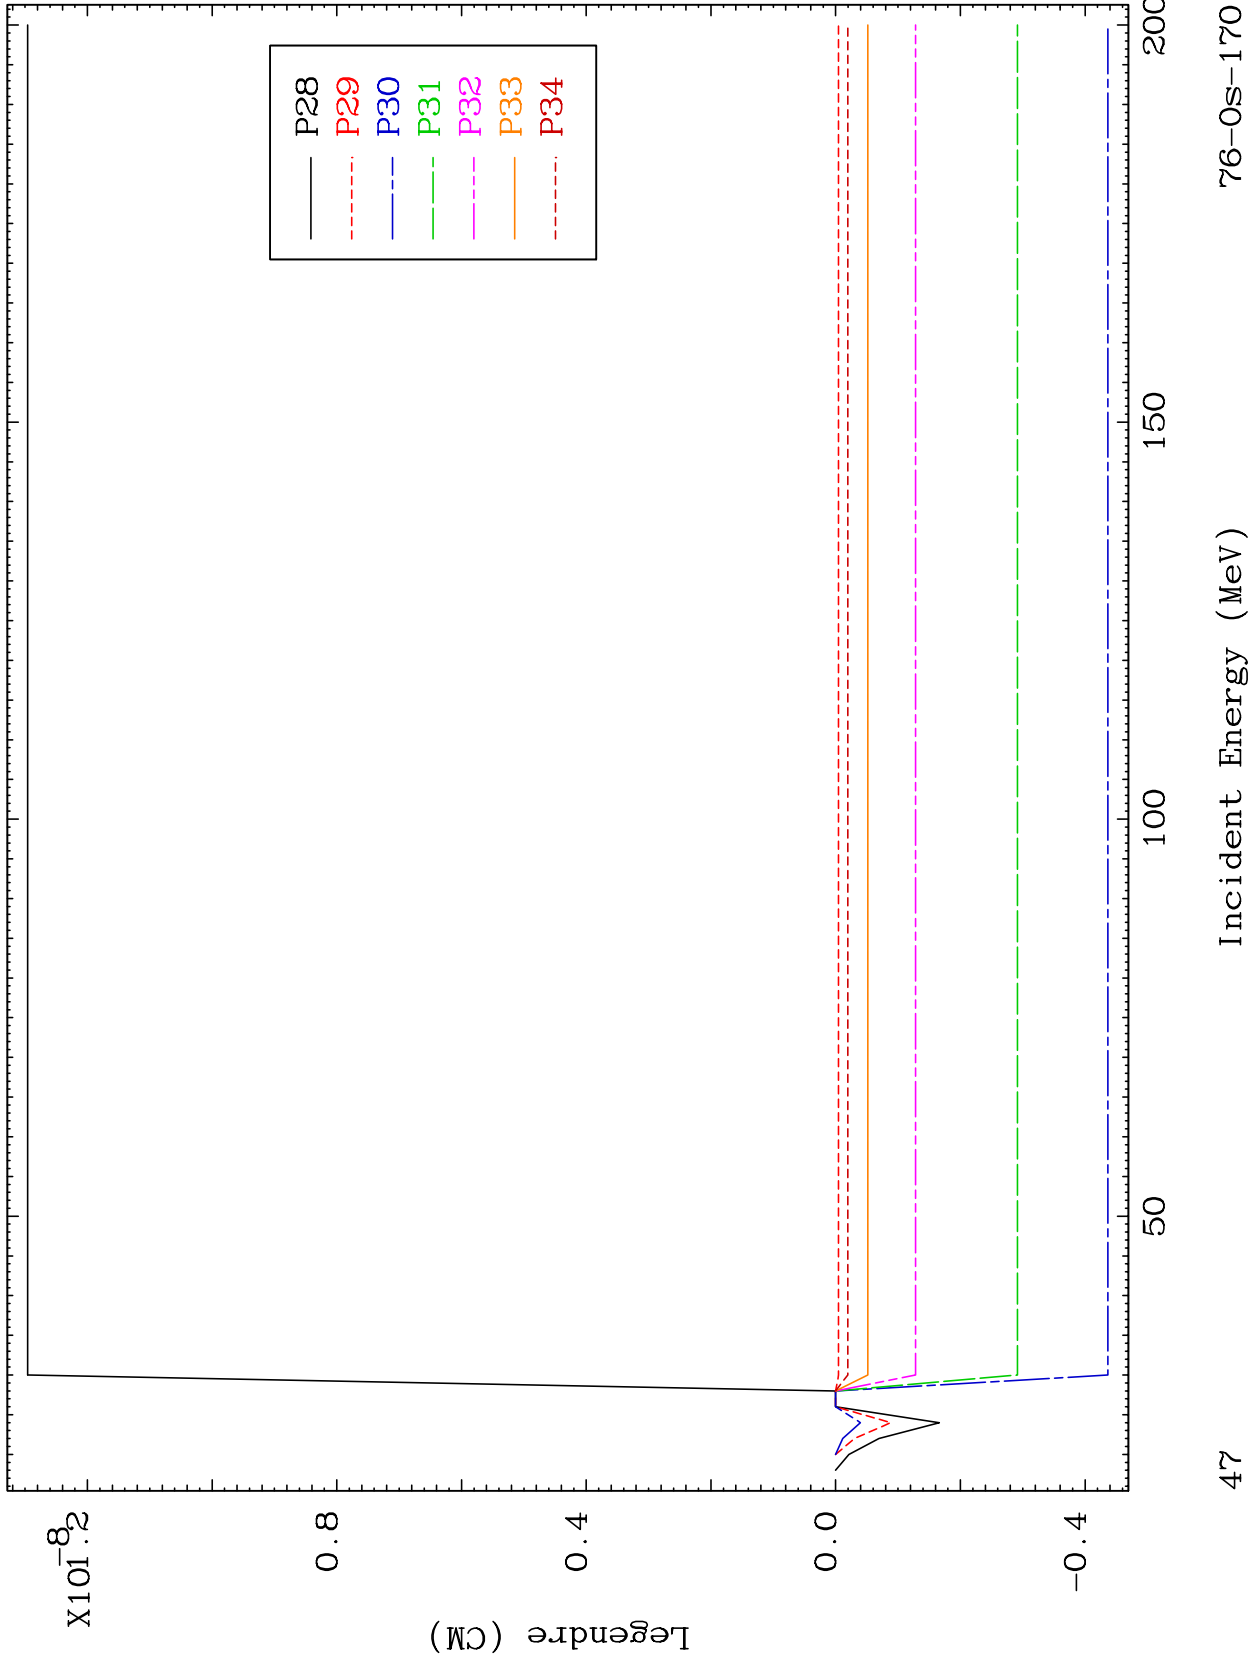 X10-8
1.2
0.8
0.4
0.0
-0.4
Legendre (CM)
P28
P29
P30
P31
P32
P33
P34
50
100
150
200
Incident Energy (MeV)
47
76-Os-170